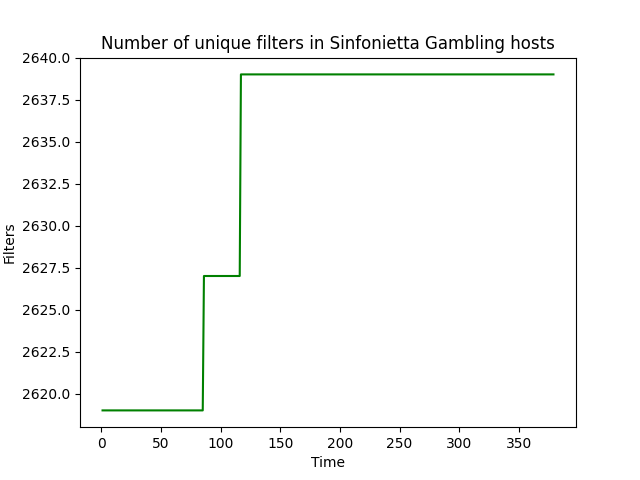 Number of unique filters in Sinfonietta Gambling hosts
2640.0
2637.5
2635.0
2632.5
2630.0
2627.5
2625.0
2622.5
2620.0
Filters
0 50 100 150 200 250 300 350
Time